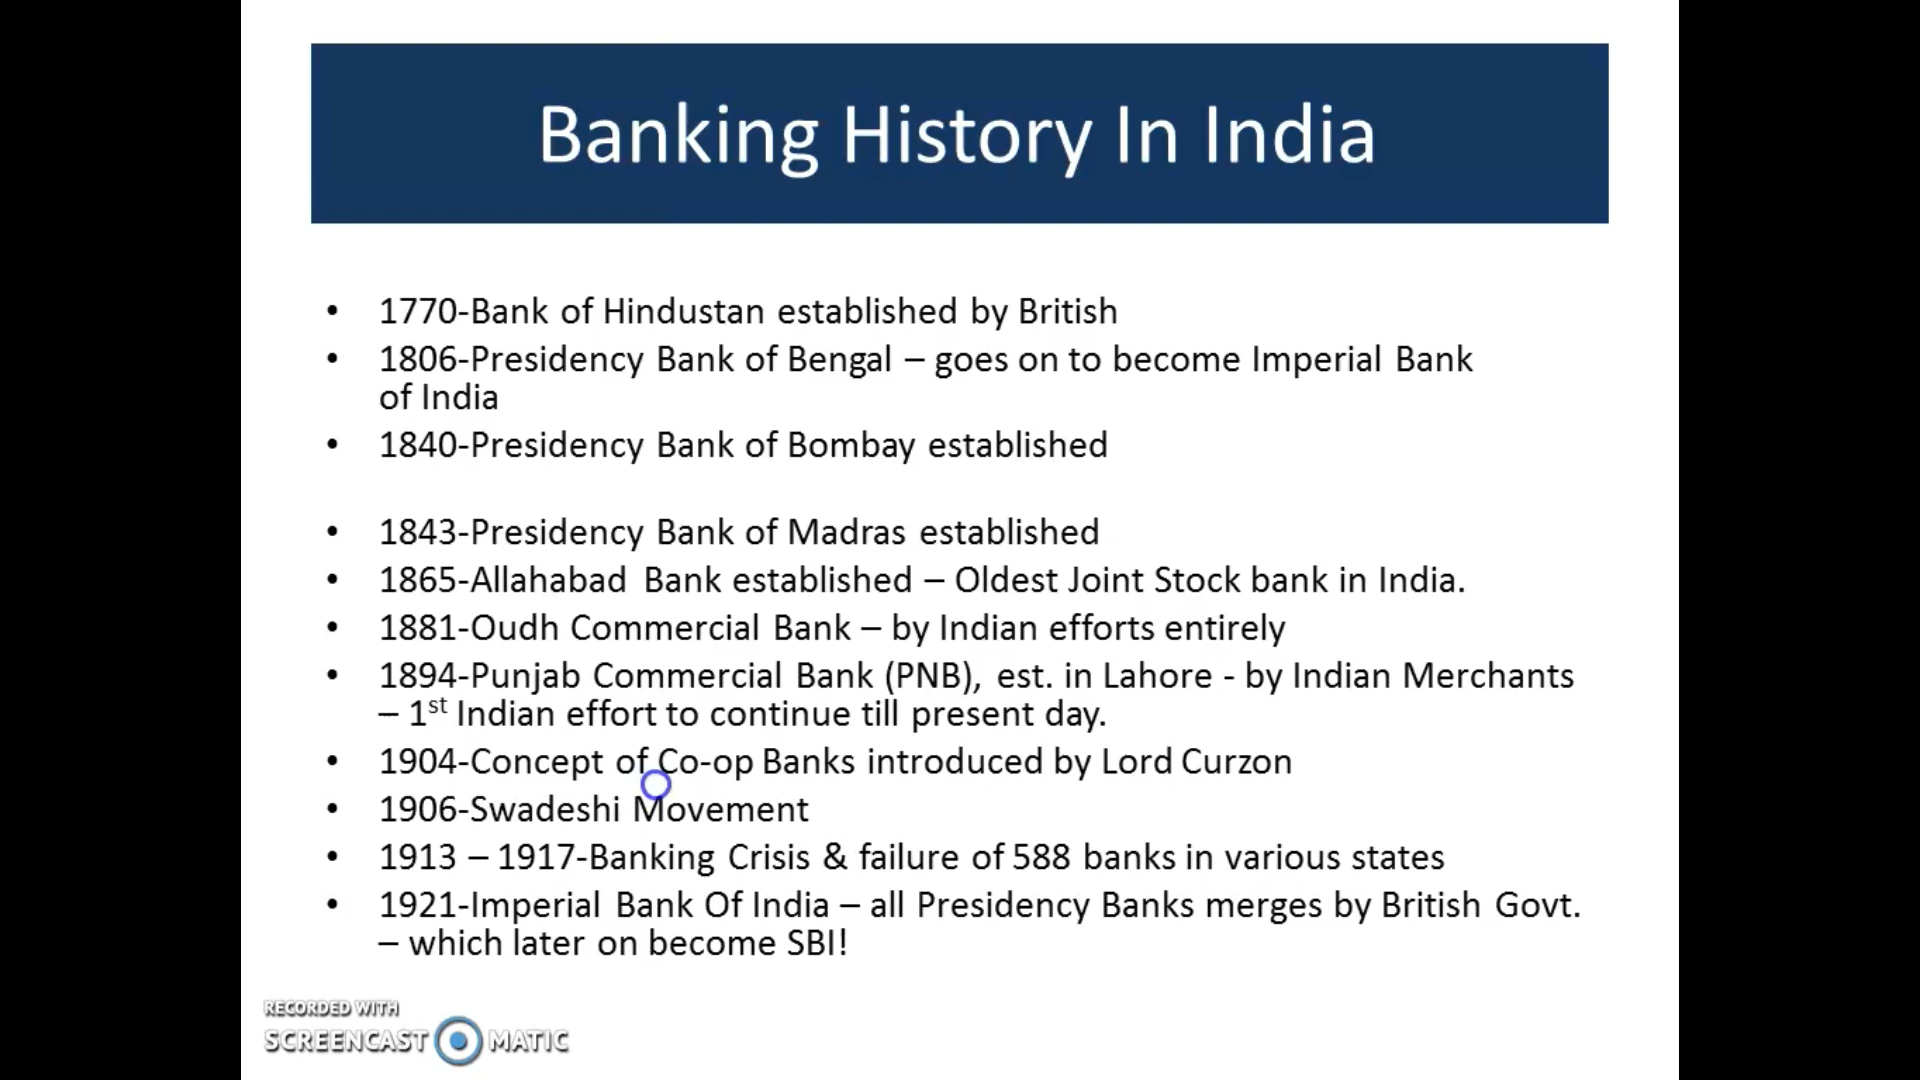 Banking History In India
• 1770-Bank of Hindustan established by British
• 1806-Presidency Bank of Bengal – goes on to become Imperial Bank
of India
• 1840-Presidency Bank of Bombay established
• 1843-Presidency Bank of Madras established
• 1865-Allahabad Bank established – Oldest Joint Stock bank in India.
• 1881-Oudh Commercial Bank – by Indian efforts entirely
• 1894-Punjab Commercial Bank (PNB), est. in Lahore - by Indian Merchants
– 1st Indian effort to continue till present day.
• 1904-Concept of Co-op Banks introduced by Lord Curzon
• 1906-Swadeshi Movement
• 1913 – 1917-Banking Crisis & failure of 588 banks in various states
• 1921-Imperial Bank Of India – all Presidency Banks merges by British Govt.
– which later on become SBI!
RECORDED WITH
SCREENCAST MATIC